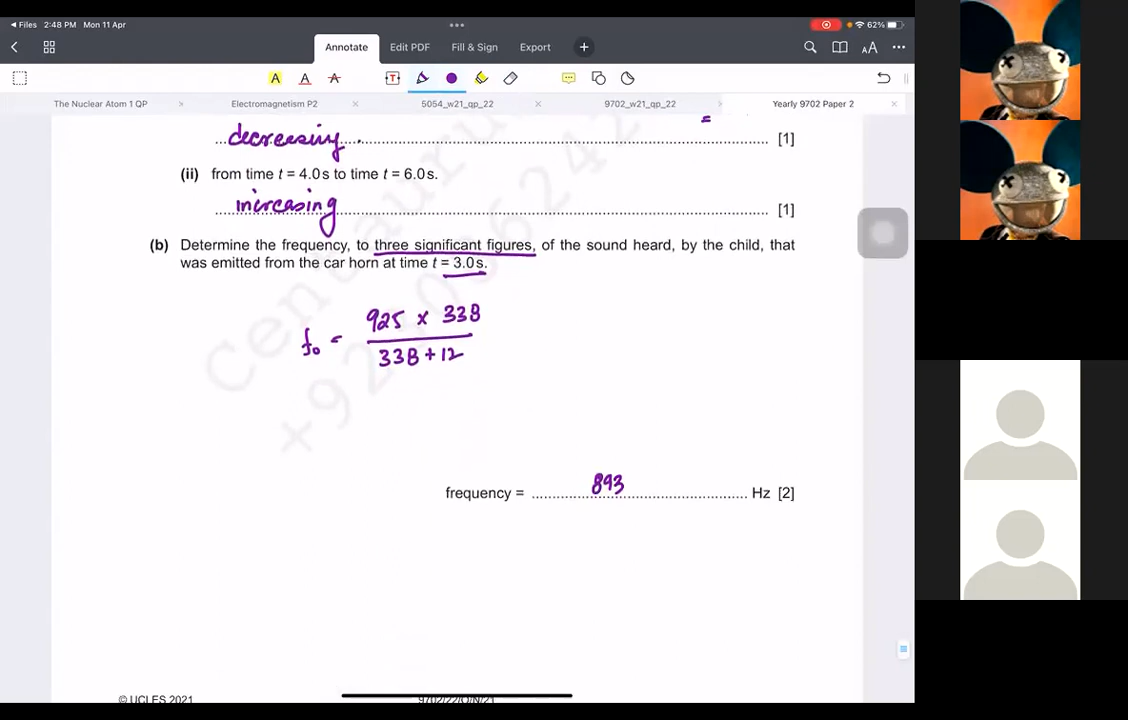 Files 2:48 PM Mon 11 Apr 62%
Annotate Edit PDF Fill & Sign Export
The Nuclear Atom 1 QP Electromagnetism P2 5054_w21_qp_22 9702_w21_qp_22 Yearly 9702 Paper 2
decreasing. [1]
(ii) from time t = 4.0 s to time t = 6.0 s.
increasing [1]
(b) Determine the frequency, to three significant figures, of the sound heard, by the child, that
was emitted from the car horn at time t = 3.0 s.
f₀ = 925 × 338
338 + 12
frequency = 893 Hz [2]
© UCLES 2021 9702/22/O/N/21